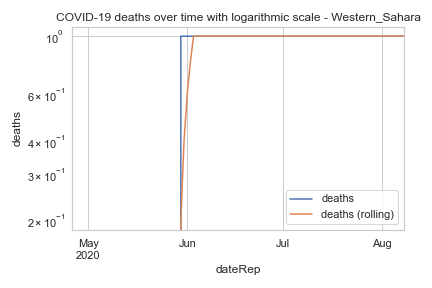 COVID-19 deaths over time with logarithmic scale - Western_Sahara
10⁰
6 × 10⁻¹
4 × 10⁻¹
3 × 10⁻¹
2 × 10⁻¹
deaths
deaths
deaths (rolling)
May
2020
Jun
Jul
Aug
dateRep